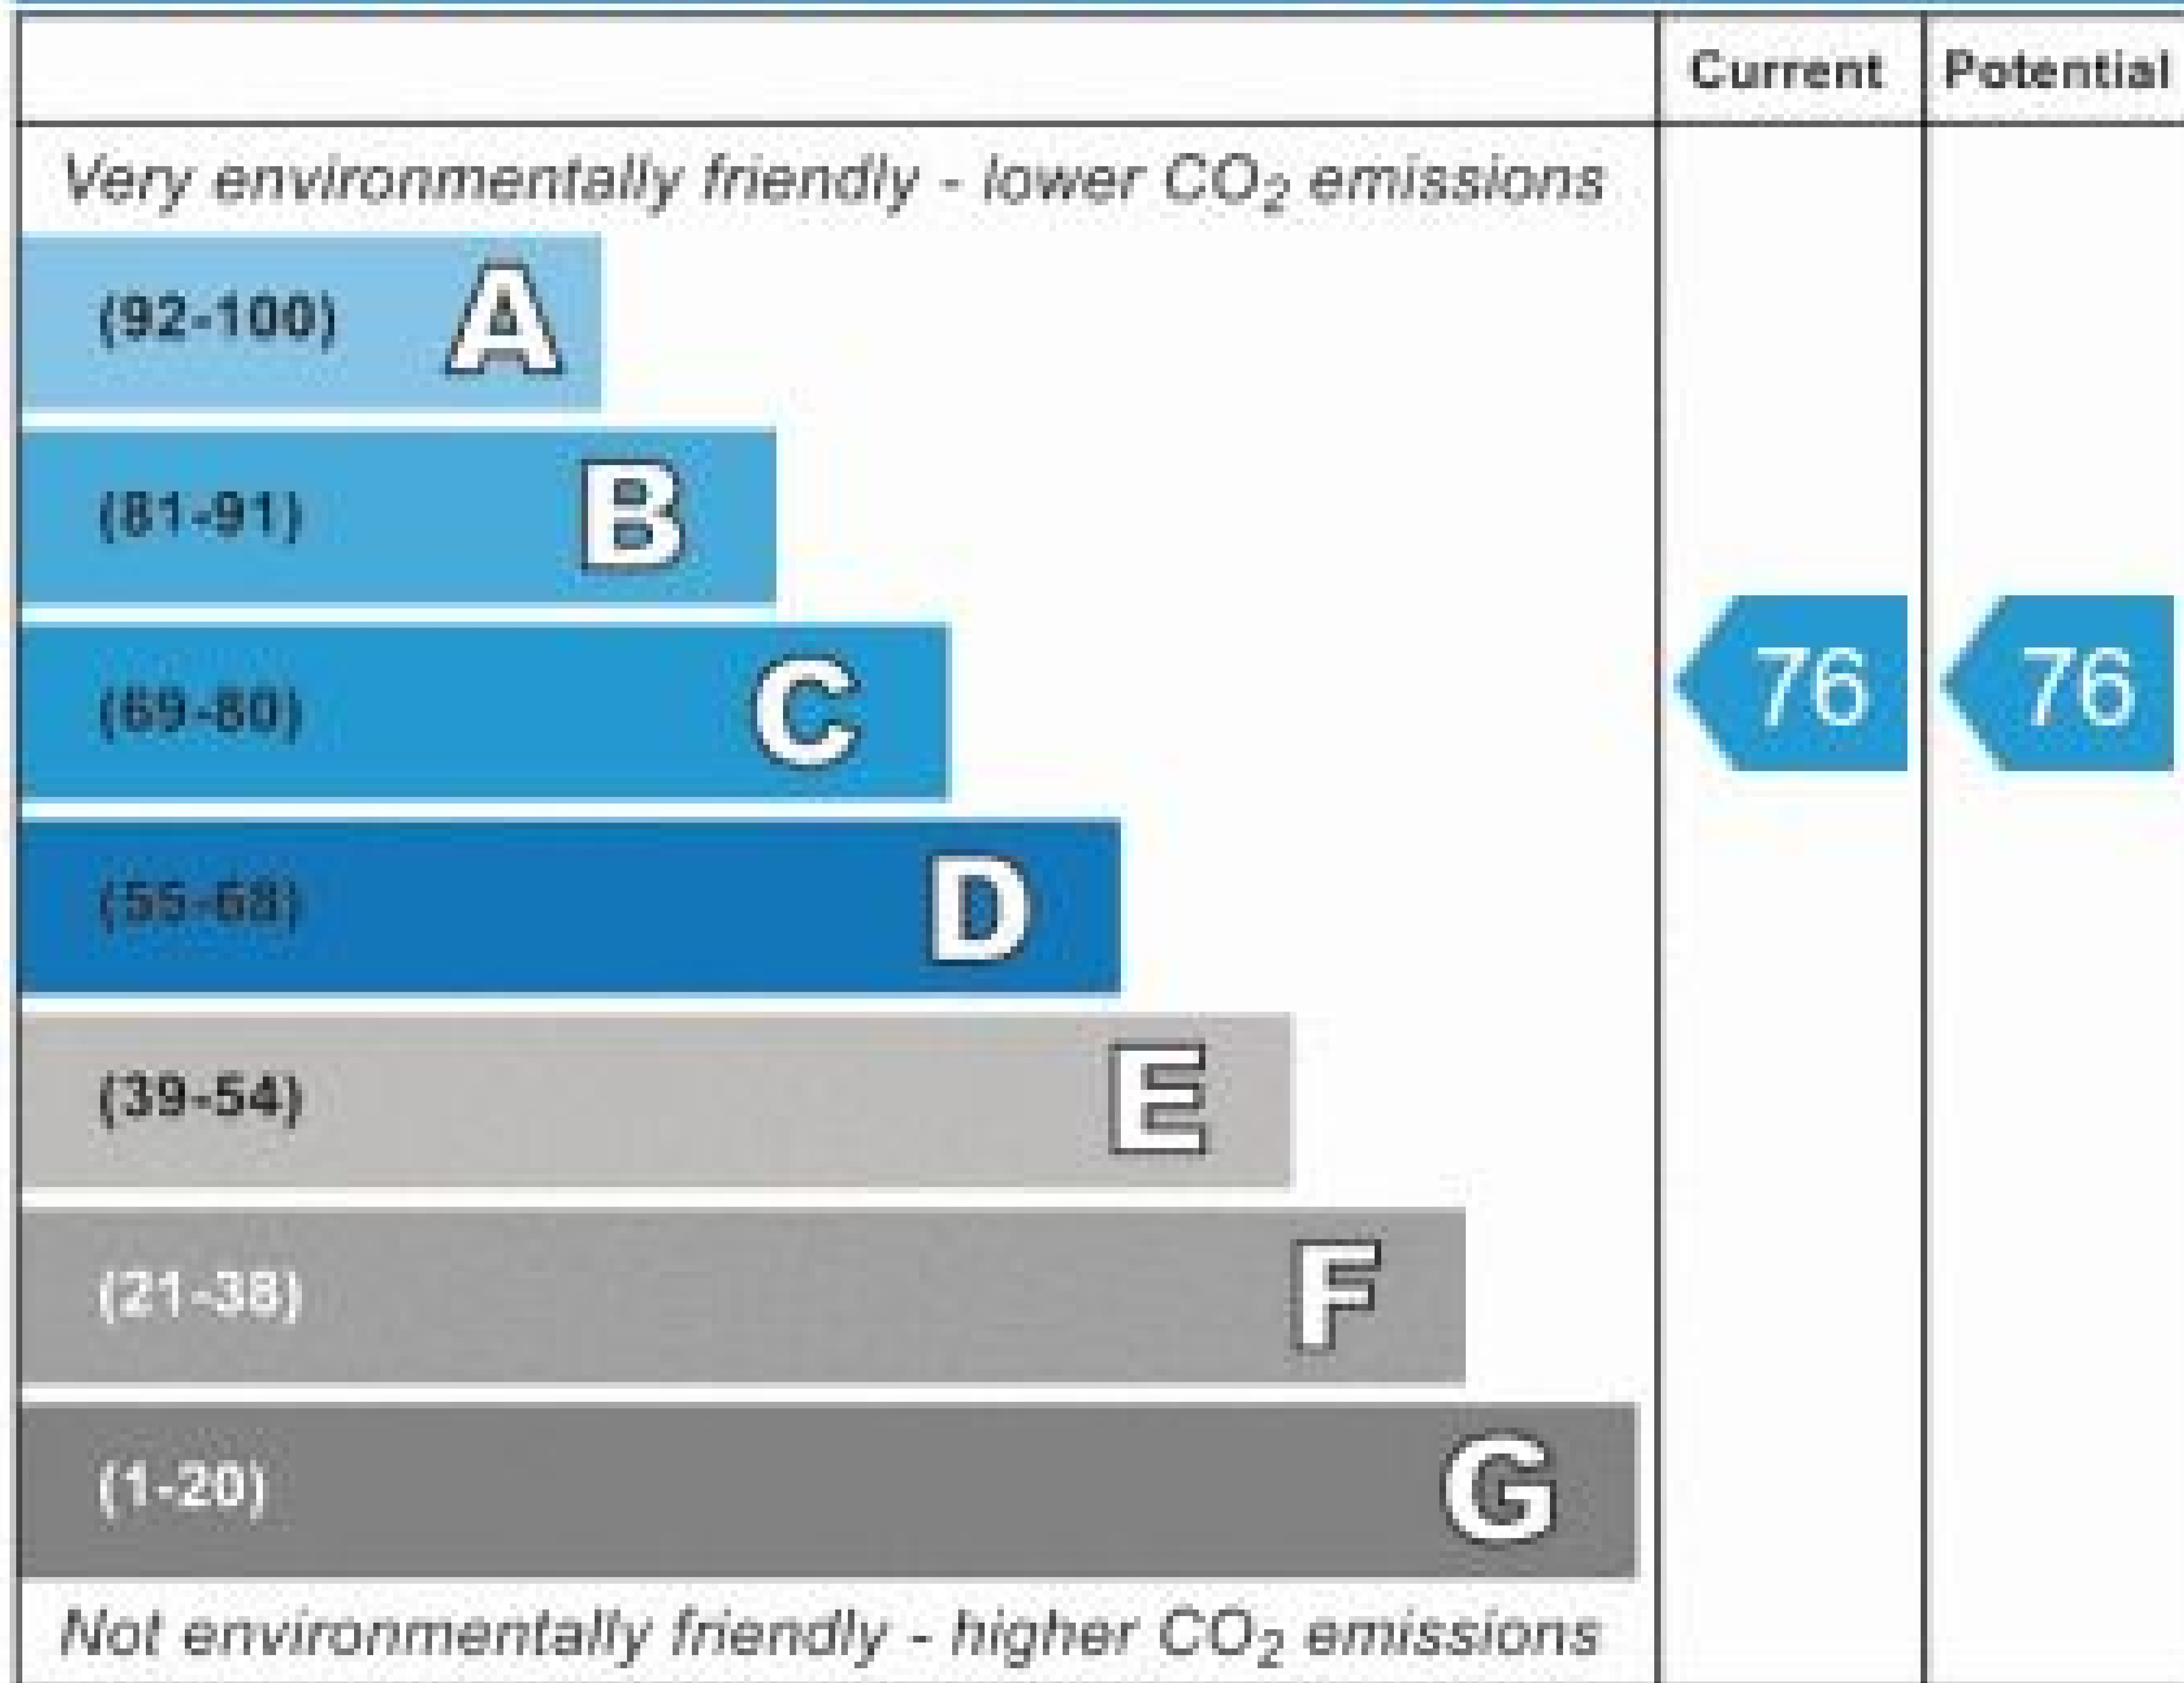 Current Potential
Very environmentally friendly - lower CO₂ emissions
(92-100) A
(81-91) B
(69-80) C
76 76
(55-68) D
(39-54) E
(21-38) F
(1-20) G
Not environmentally friendly - higher CO₂ emissions